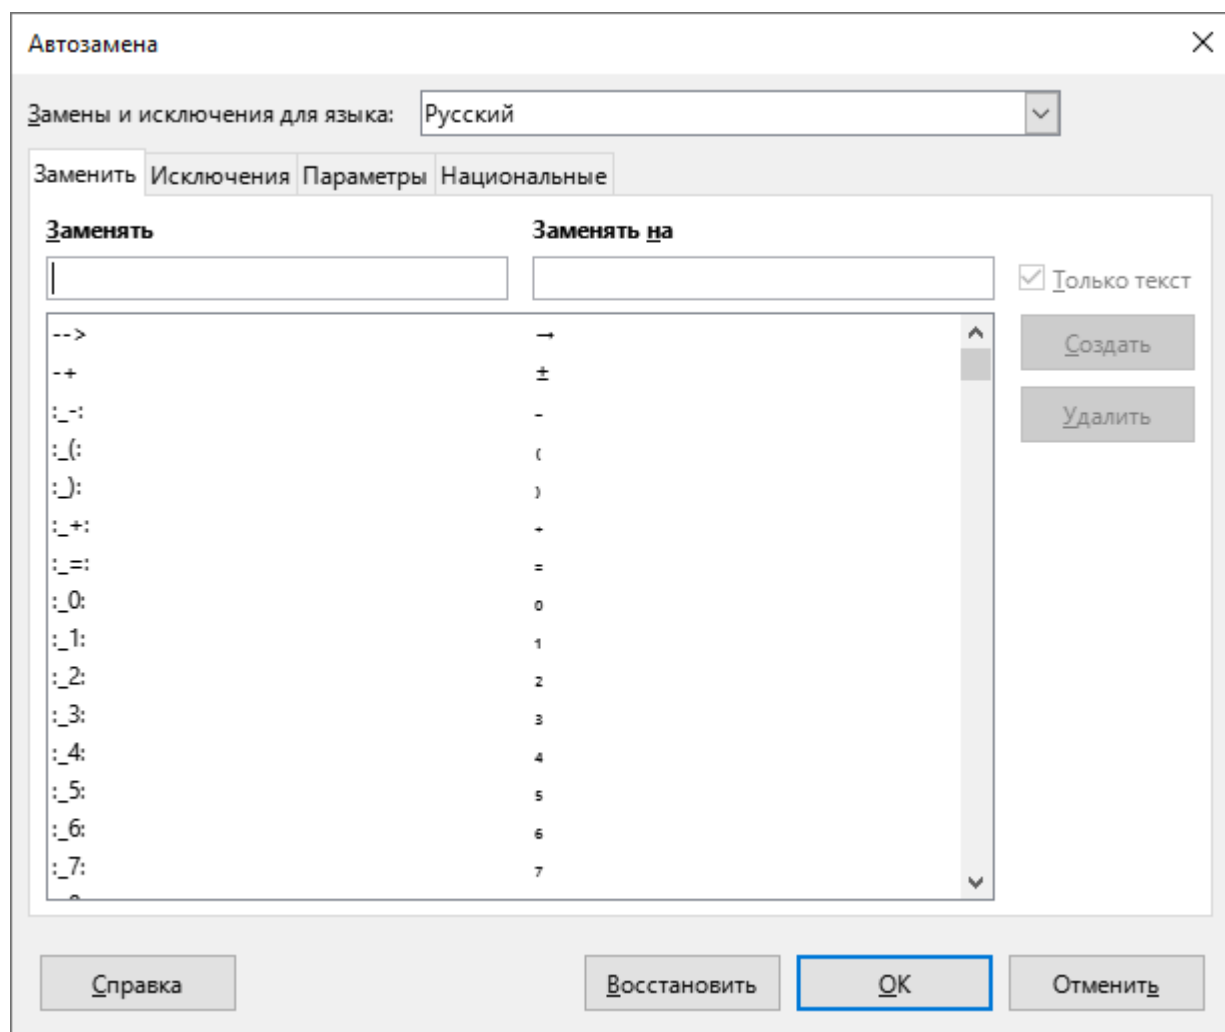 Автозамена
Замены и исключения для языка: Русский
Заменить Исключения Параметры Национальные
Заменять Заменять на
Только текст
--> →
Создать
-+ ±
:_-: ₋
Удалить
:_(: ₍
:_): ₎
:_+: ₊
:_=: ₌
:_0: ₀
:_1: ₁
:_2: ₂
:_3: ₃
:_4: ₄
:_5: ₅
:_6: ₆
:_7: ₇
Справка Восстановить OK Отменить